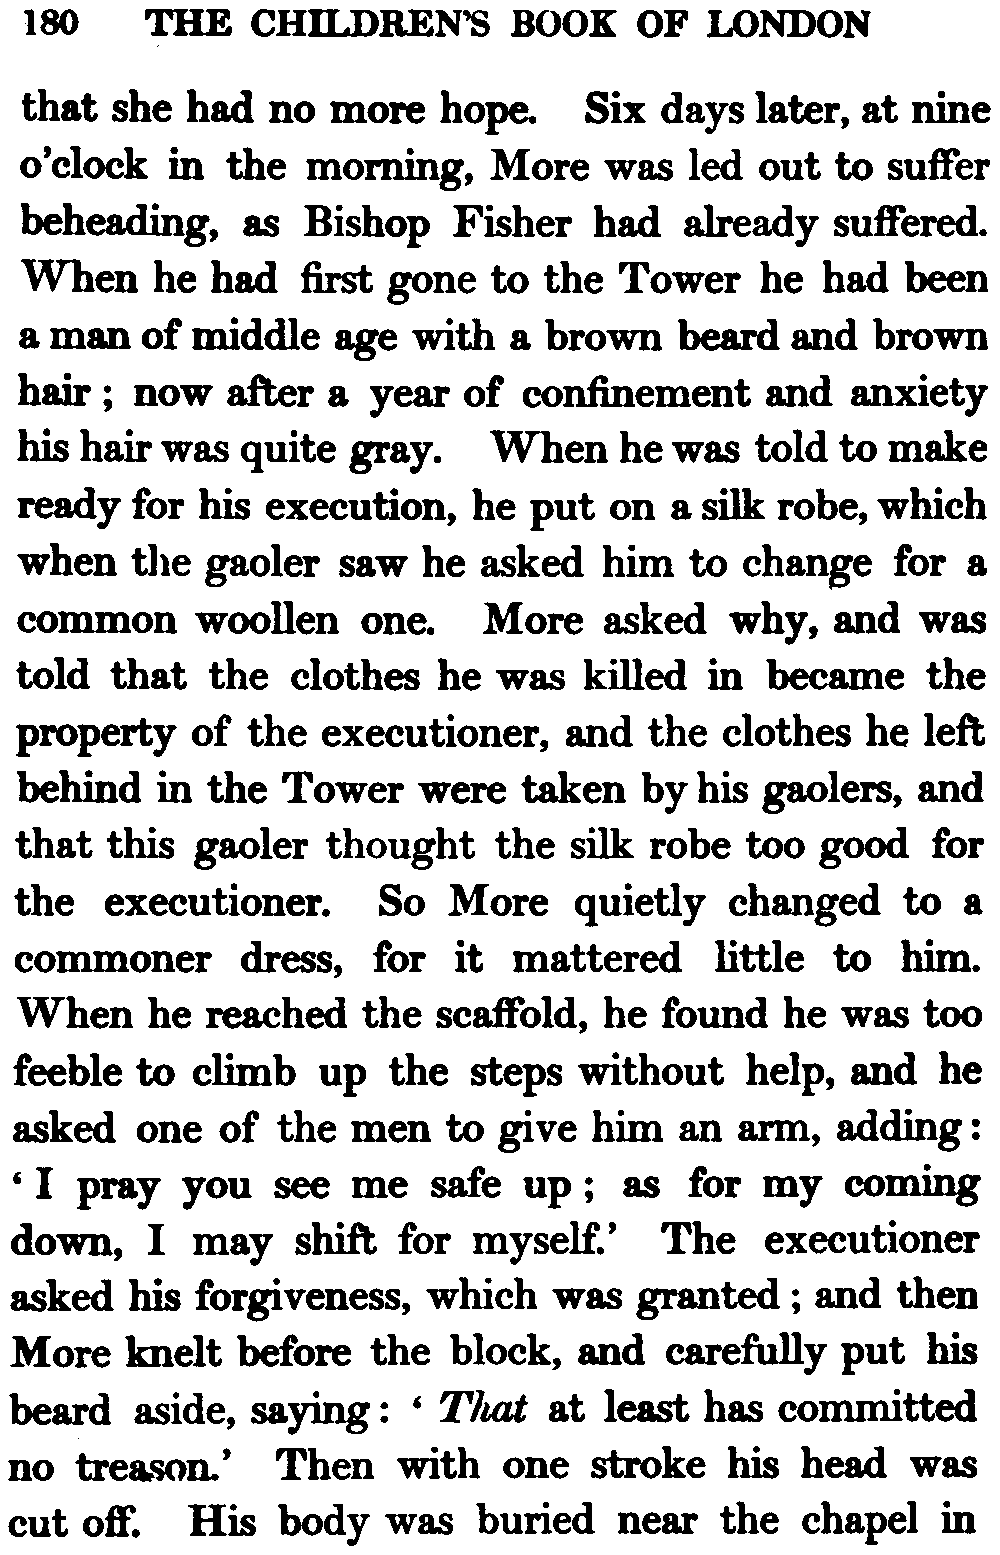 180 THE CHILDREN'S BOOK OF LONDON
that she had no more hope. Six days later, at nine
o'clock in the morning, More was led out to suffer
beheading, as Bishop Fisher had already suffered.
When he had first gone to the Tower he had been
a man of middle age with a brown beard and brown
hair ; now after a year of confinement and anxiety
his hair was quite gray. When he was told to make
ready for his execution, he put on a silk robe, which
when the gaoler saw he asked him to change for a
common woollen one. More asked why, and was
told that the clothes he was killed in became the
property of the executioner, and the clothes he left
behind in the Tower were taken by his gaolers, and
that this gaoler thought the silk robe too good for
the executioner. So More quietly changed to a
commoner dress, for it mattered little to him.
When he reached the scaffold, he found he was too
feeble to climb up the steps without help, and he
asked one of the men to give him an arm, adding :
‘ I pray you see me safe up ; as for my coming
down, I may shift for myself.’ The executioner
asked his forgiveness, which was granted ; and then
More knelt before the block, and carefully put his
beard aside, saying : ‘ That at least has committed
no treason.’ Then with one stroke his head was
cut off. His body was buried near the chapel in